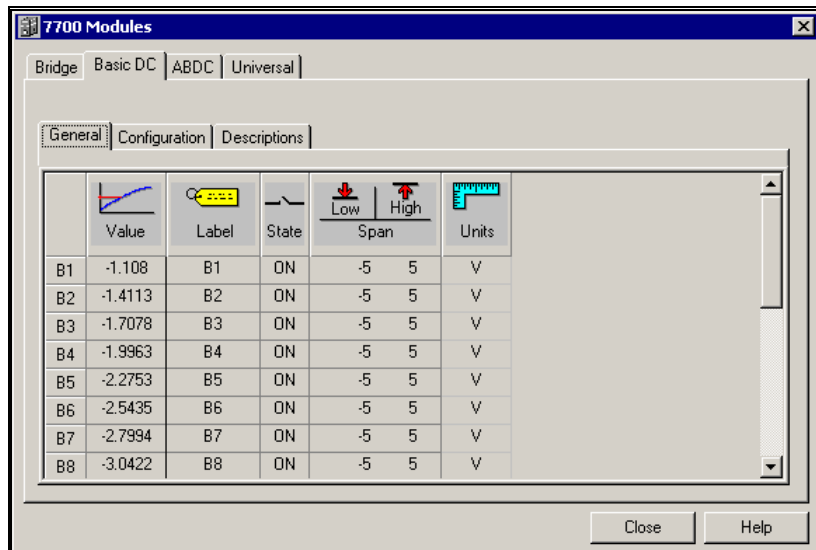 7700 Modules
Bridge Basic DC ABDC Universal
General Configuration Descriptions
Low High
Value Label State Span Units
B1 -1.108 B1 ON -5 5 V
B2 -1.4113 B2 ON -5 5 V
B3 -1.7078 B3 ON -5 5 V
B4 -1.9963 B4 ON -5 5 V
B5 -2.2753 B5 ON -5 5 V
B6 -2.5435 B6 ON -5 5 V
B7 -2.7994 B7 ON -5 5 V
B8 -3.0422 B8 ON -5 5 V
Close Help